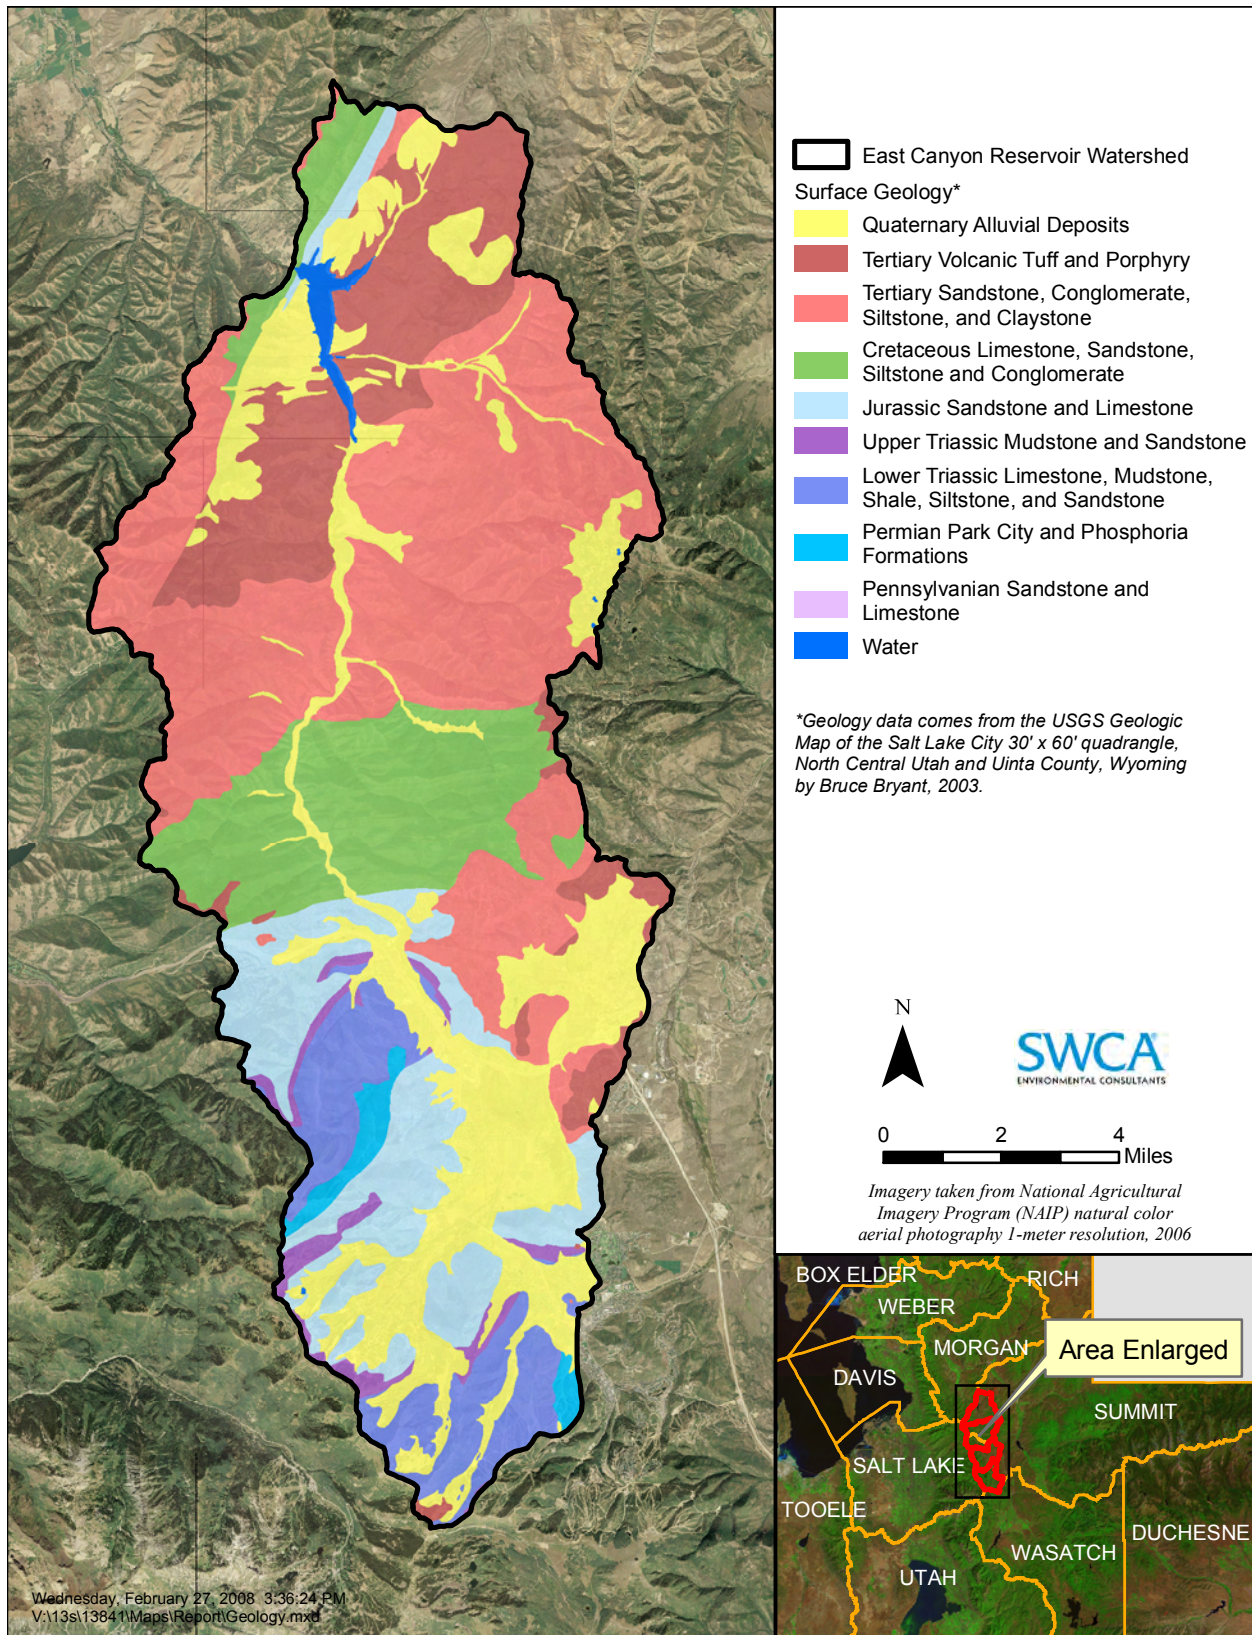 East Canyon Reservoir Watershed
Surface Geology*
Quaternary Alluvial Deposits
Tertiary Volcanic Tuff and Porphyry
Tertiary Sandstone, Conglomerate,
Siltstone, and Claystone
Cretaceous Limestone, Sandstone,
Siltstone and Conglomerate
Jurassic Sandstone and Limestone
Upper Triassic Mudstone and Sandstone
Lower Triassic Limestone, Mudstone,
Shale, Siltstone, and Sandstone
Permian Park City and Phosphoria
Formations
Pennsylvanian Sandstone and
Limestone
Water
*Geology data comes from the USGS Geologic
Map of the Salt Lake City 30' x 60' quadrangle,
North Central Utah and Uinta County, Wyoming
by Bruce Bryant, 2003.
N
SWCA®
ENVIRONMENTAL CONSULTANTS
0 2 4
Miles
Imagery taken from National Agricultural
Imagery Program (NAIP) natural color
aerial photography 1-meter resolution, 2006
BOX ELDER
RICH
WEBER
MORGAN
Area Enlarged
DAVIS
SUMMIT
SALT LAKE
TOOELE
DUCHESNE
WASATCH
UTAH
Wednesday, February 27, 2008 3:36:24 PM
V:\13s\13841\Maps\Report\Geology.mxd